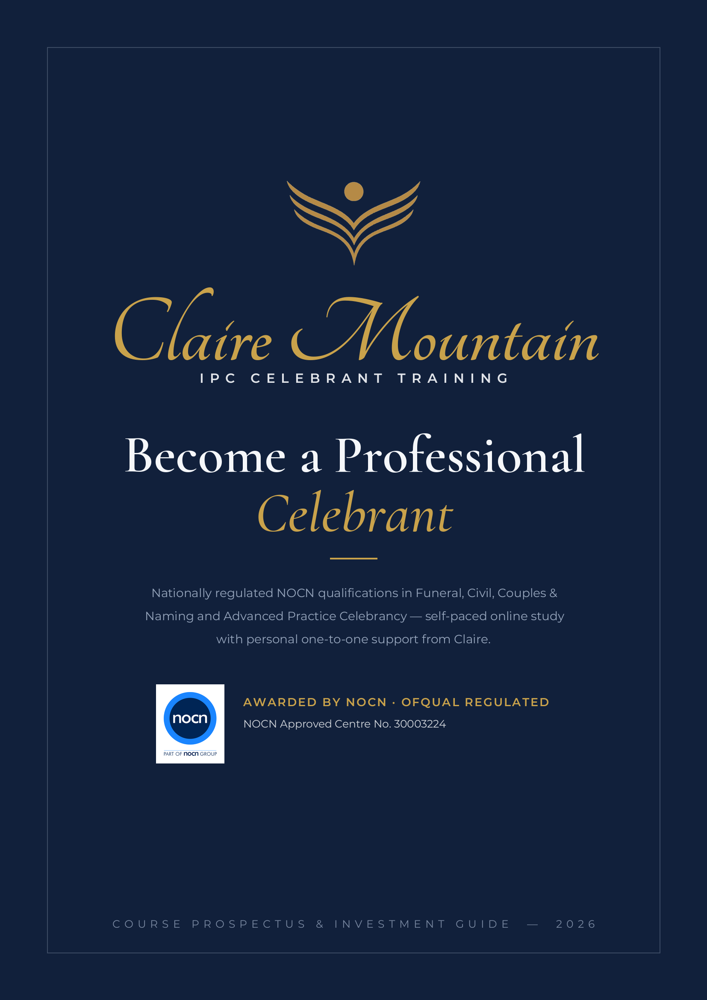 Claire Mountain
IPC CELEBRANT TRAINING
Become a Professional
Celebrant
Nationally regulated NOCN qualifications in Funeral, Civil, Couples &
Naming and Advanced Practice Celebrancy — self-paced online study
with personal one-to-one support from Claire.
nocn
PART OF nocn GROUP
AWARDED BY NOCN · OFQUAL REGULATED
NOCN Approved Centre No. 30003224
COURSE PROSPECTUS & INVESTMENT GUIDE — 2026